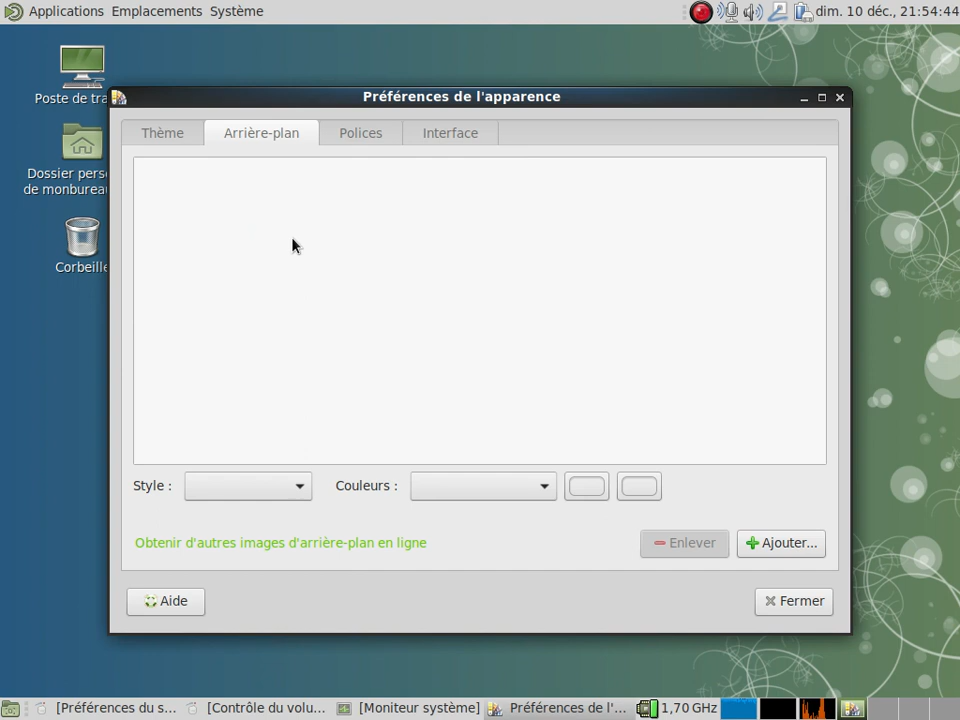 Applications Emplacements Système dim. 10 déc., 21:54:44
Poste de tra
Dossier perso
de monbureau
Corbeille
Préférences de l'apparence
Thème Arrière-plan Polices Interface
Style : Couleurs :
Obtenir d'autres images d'arrière-plan en ligne Enlever Ajouter...
Aide Fermer
[Préférences du s... [Contrôle du volu... [Moniteur système] Préférences de l'... 1,70 GHz